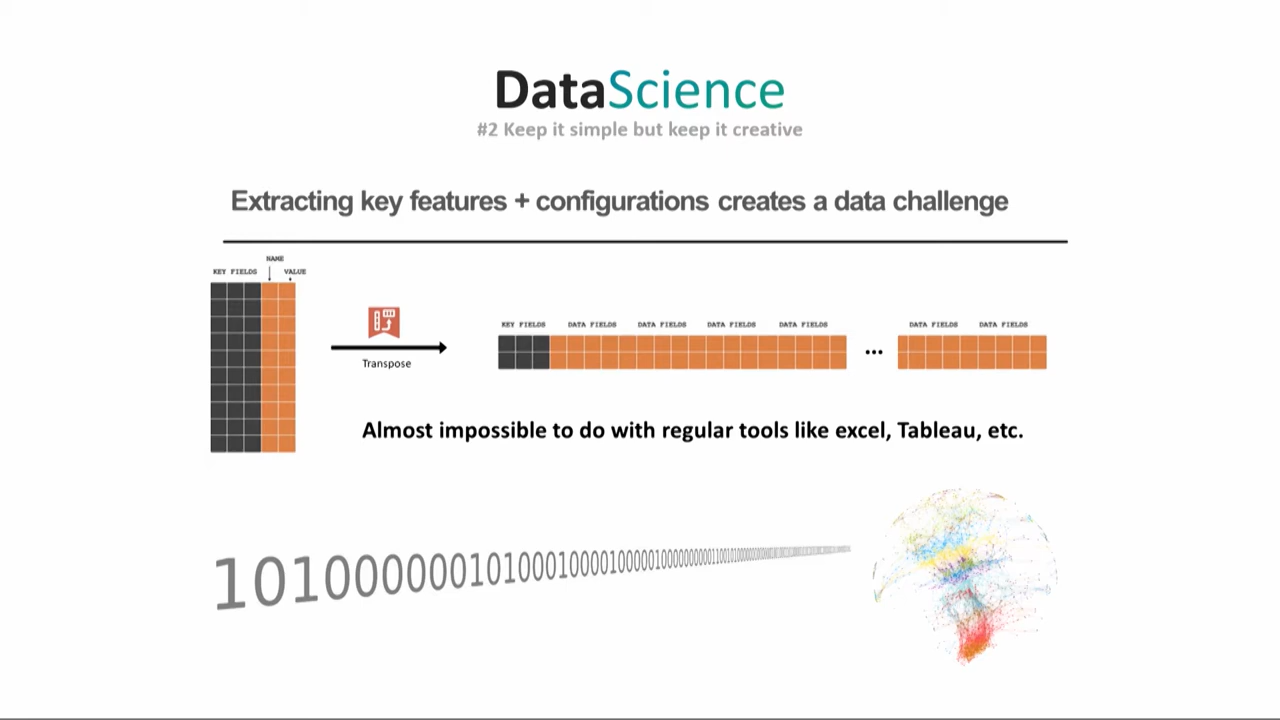 DataScience
#2 Keep it simple but keep it creative
Extracting key features + configurations creates a data challenge
NAME
KEY FIELDS VALUE
Transpose
KEY FIELDS DATA FIELDS DATA FIELDS DATA FIELDS DATA FIELDS ... DATA FIELDS DATA FIELDS
Almost impossible to do with regular tools like excel, Tableau, etc.
10100000010100010000100000100000000000